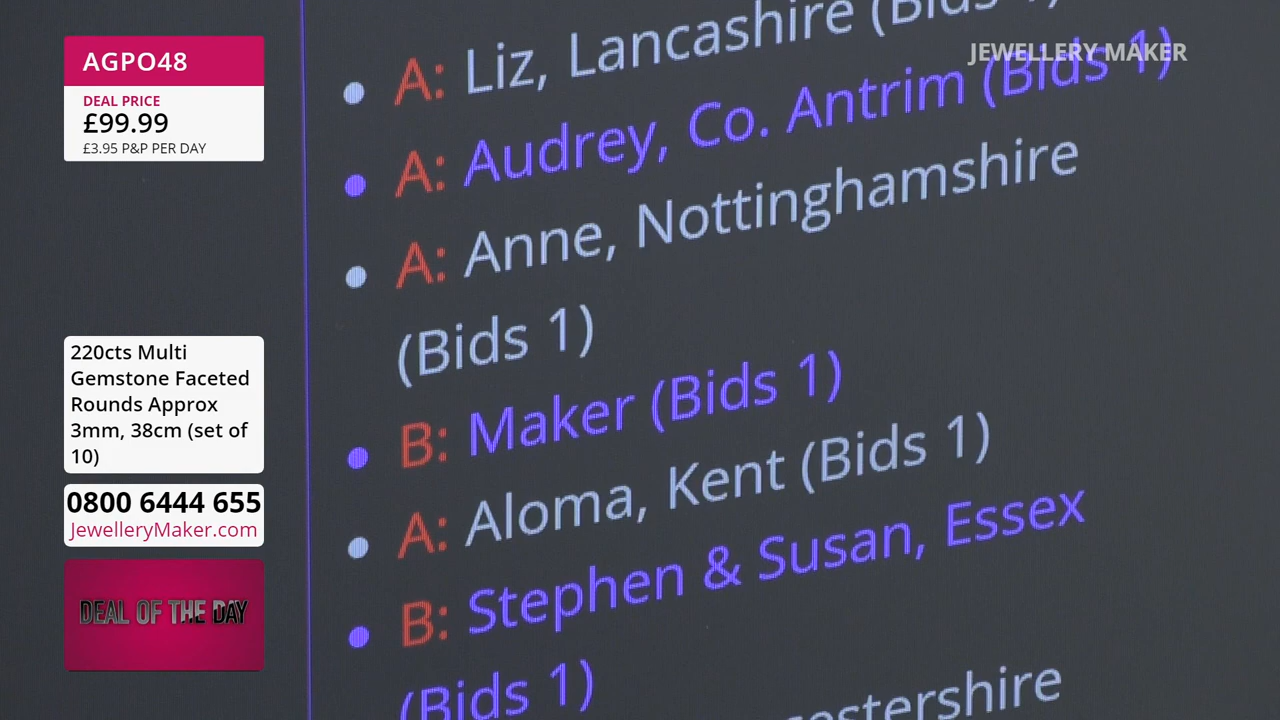 AGPO48
DEAL PRICE
£99.99
£3.95 P&P PER DAY
220cts Multi
Gemstone Faceted
Rounds Approx
3mm, 38cm (set of
10)
0800 6444 655
JewelleryMaker.com
DEAL OF THE DAY
JEWELLERY MAKER
A: Liz, Lancashire (Bids 1)
A: Audrey, Co. Antrim (Bids 1)
A: Anne, Nottinghamshire
(Bids 1)
B: Maker (Bids 1)
A: Aloma, Kent (Bids 1)
B: Stephen & Susan, Essex
(Bids 1)